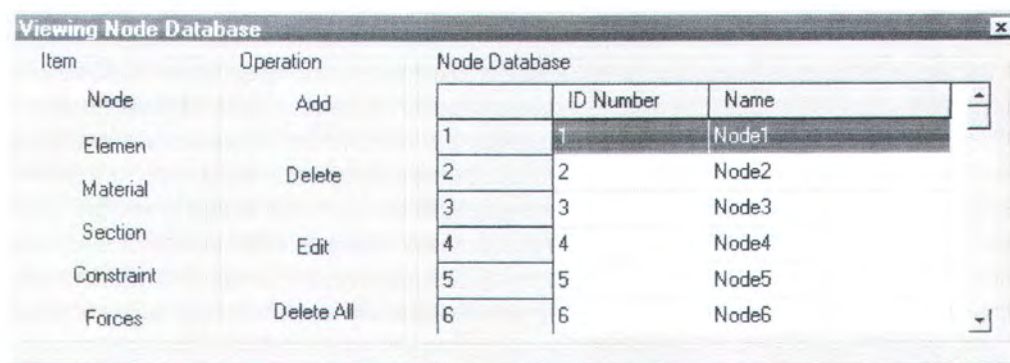 Viewing Node Database
Item Operation Node Database
Node Add ID Number Name
Elemen 1 1 Node1
Material Delete 2 2 Node2
3 3 Node3
Section Edit 4 4 Node4
Constraint 5 5 Node5
Forces Delete All 6 6 Node6